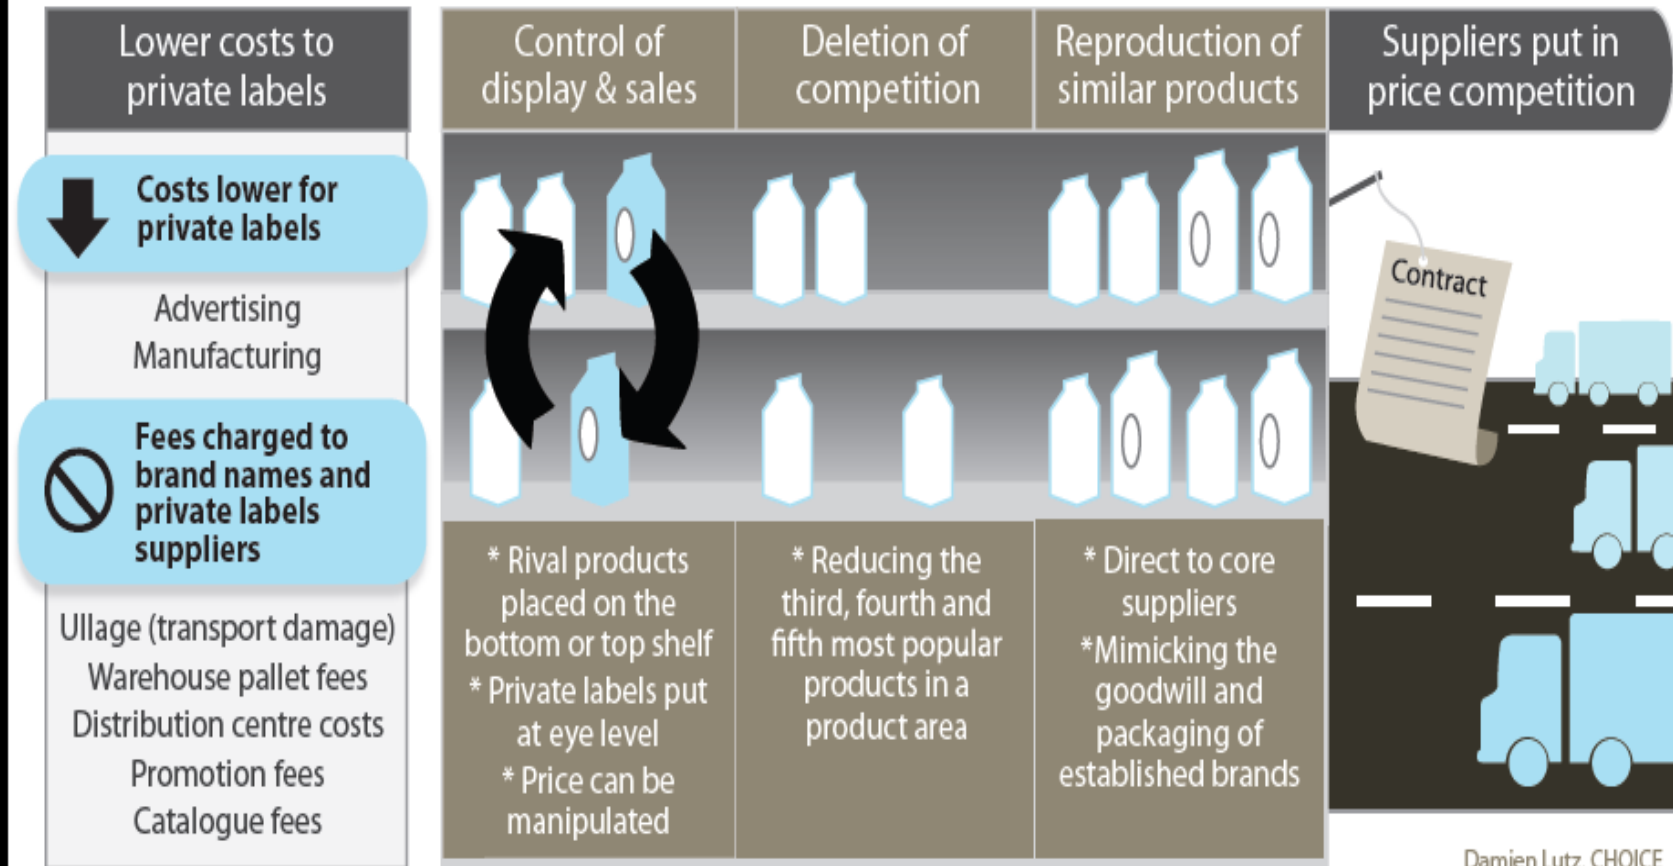 Lower costs to
private labels
Costs lower for
private labels
Advertising
Manufacturing
Fees charged to
brand names and
private labels
suppliers
Ullage (transport damage)
Warehouse pallet fees
Distribution centre costs
Promotion fees
Catalogue fees
Control of
display & sales
* Rival products
placed on the
bottom or top shelf
* Private labels put
at eye level
* Price can be
manipulated
Deletion of
competition
* Reducing the
third, fourth and
fifth most popular
products in a
product area
Reproduction of
similar products
* Direct to core
suppliers
*Mimicking the
goodwill and
packaging of
established brands
Suppliers put in
price competition
Contract
Damien Lutz, CHOICE